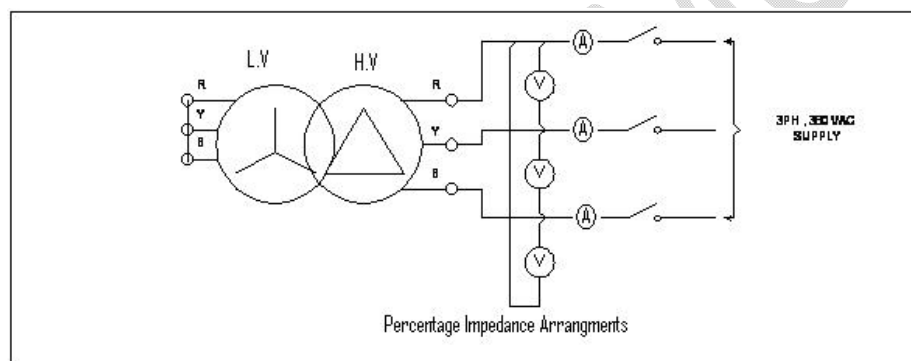 L.V
H.V
R
Y
B
R
Y
B
A
V
A
V
A
V
3PH, 380 VAC
SUPPLY
Percentage Impedance Arrangments